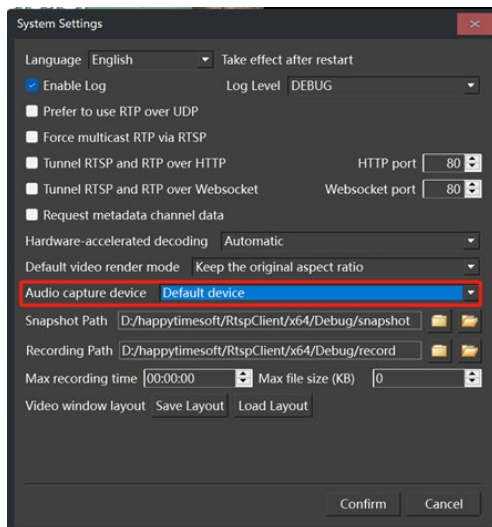 System Settings
Language English Take effect after restart
Enable Log Log Level DEBUG
Prefer to use RTP over UDP
Force multicast RTP via RTSP
Tunnel RTSP and RTP over HTTP HTTP port 80
Tunnel RTSP and RTP over Websocket Websocket port 80
Request metadata channel data
Hardware-accelerated decoding Automatic
Default video render mode Keep the original aspect ratio
Audio capture device Default device
Snapshot Path D:/happytimesoft/RtspClient/x64/Debug/snapshot
Recording Path D:/happytimesoft/RtspClient/x64/Debug/record
Max recording time 00:00:00 Max file size (KB) 0
Video window layout Save Layout Load Layout
Confirm Cancel